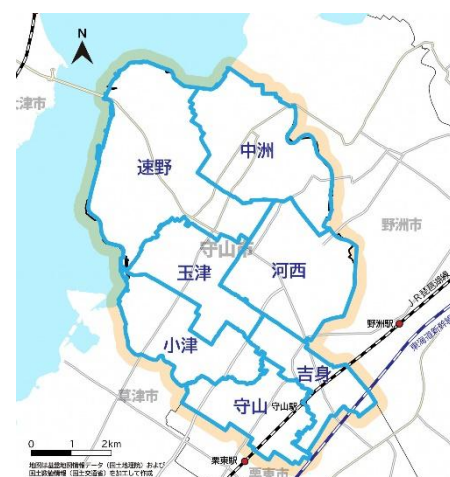 N
大津市
中洲
速野
野洲市
守山市
玉津
河西
JR琵琶湖線
野洲駅
東海道新幹線
小津
吉身
草津市
守山
守山駅
0 1 2km
栗東駅
栗東市
地図は基盤地図情報データ(国土地理院)および
国土数値情報(国土交通省)を加工して作成